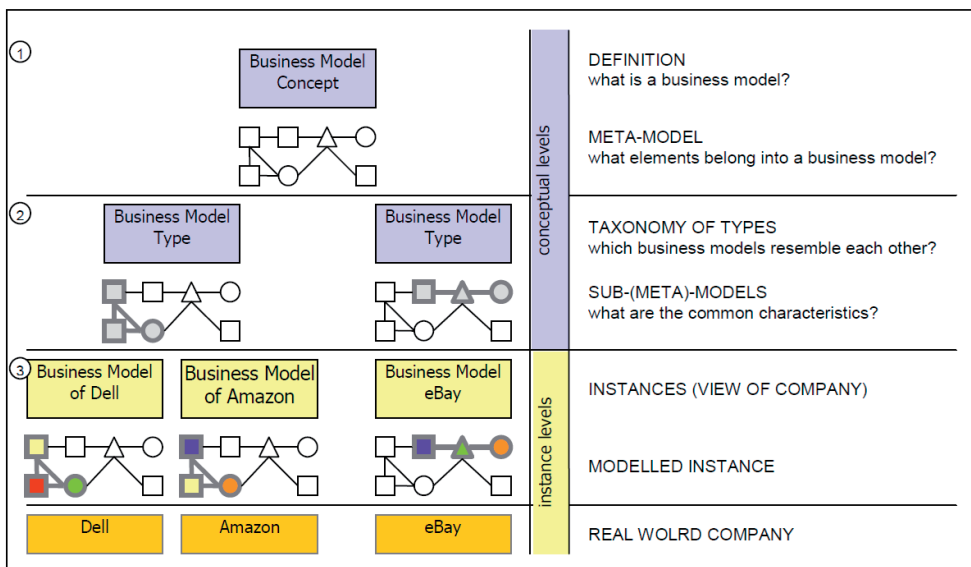 1
Business Model
Concept
DEFINITION
what is a business model?
META-MODEL
what elements belong into a business model?
conceptual levels
2
Business Model
Type
Business Model
Type
TAXONOMY OF TYPES
which business models resemble each other?
SUB-(META)-MODELS
what are the common characteristics?
3
Business Model
of Dell
Business Model
of Amazon
Business Model
eBay
INSTANCES (VIEW OF COMPANY)
MODELLED INSTANCE
instance levels
Dell
Amazon
eBay
REAL WOLRD COMPANY